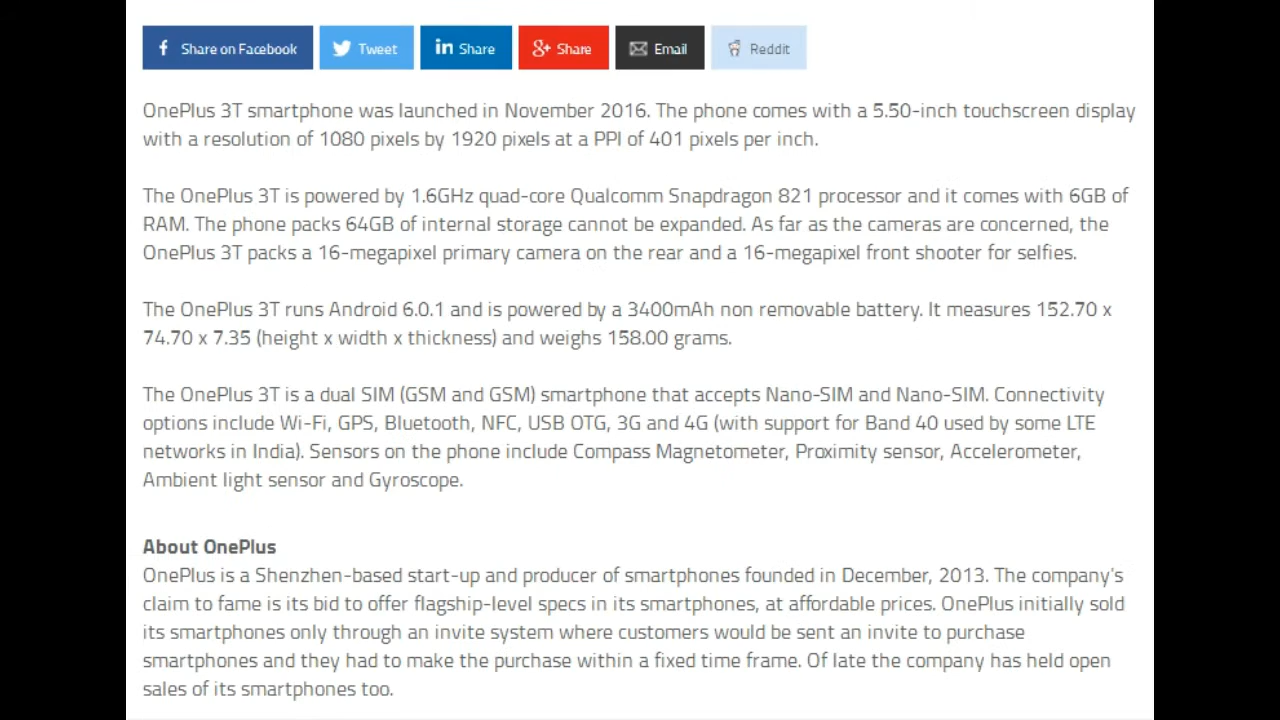 Share on Facebook Tweet Share Share Email Reddit
OnePlus 3T smartphone was launched in November 2016. The phone comes with a 5.50-inch touchscreen display
with a resolution of 1080 pixels by 1920 pixels at a PPI of 401 pixels per inch.
The OnePlus 3T is powered by 1.6GHz quad-core Qualcomm Snapdragon 821 processor and it comes with 6GB of
RAM. The phone packs 64GB of internal storage cannot be expanded. As far as the cameras are concerned, the
OnePlus 3T packs a 16-megapixel primary camera on the rear and a 16-megapixel front shooter for selfies.
The OnePlus 3T runs Android 6.0.1 and is powered by a 3400mAh non removable battery. It measures 152.70 x
74.70 x 7.35 (height x width x thickness) and weighs 158.00 grams.
The OnePlus 3T is a dual SIM (GSM and GSM) smartphone that accepts Nano-SIM and Nano-SIM. Connectivity
options include Wi-Fi, GPS, Bluetooth, NFC, USB OTG, 3G and 4G (with support for Band 40 used by some LTE
networks in India). Sensors on the phone include Compass Magnetometer, Proximity sensor, Accelerometer,
Ambient light sensor and Gyroscope.
About OnePlus
OnePlus is a Shenzhen-based start-up and producer of smartphones founded in December, 2013. The company's
claim to fame is its bid to offer flagship-level specs in its smartphones, at affordable prices. OnePlus initially sold
its smartphones only through an invite system where customers would be sent an invite to purchase
smartphones and they had to make the purchase within a fixed time frame. Of late the company has held open
sales of its smartphones too.